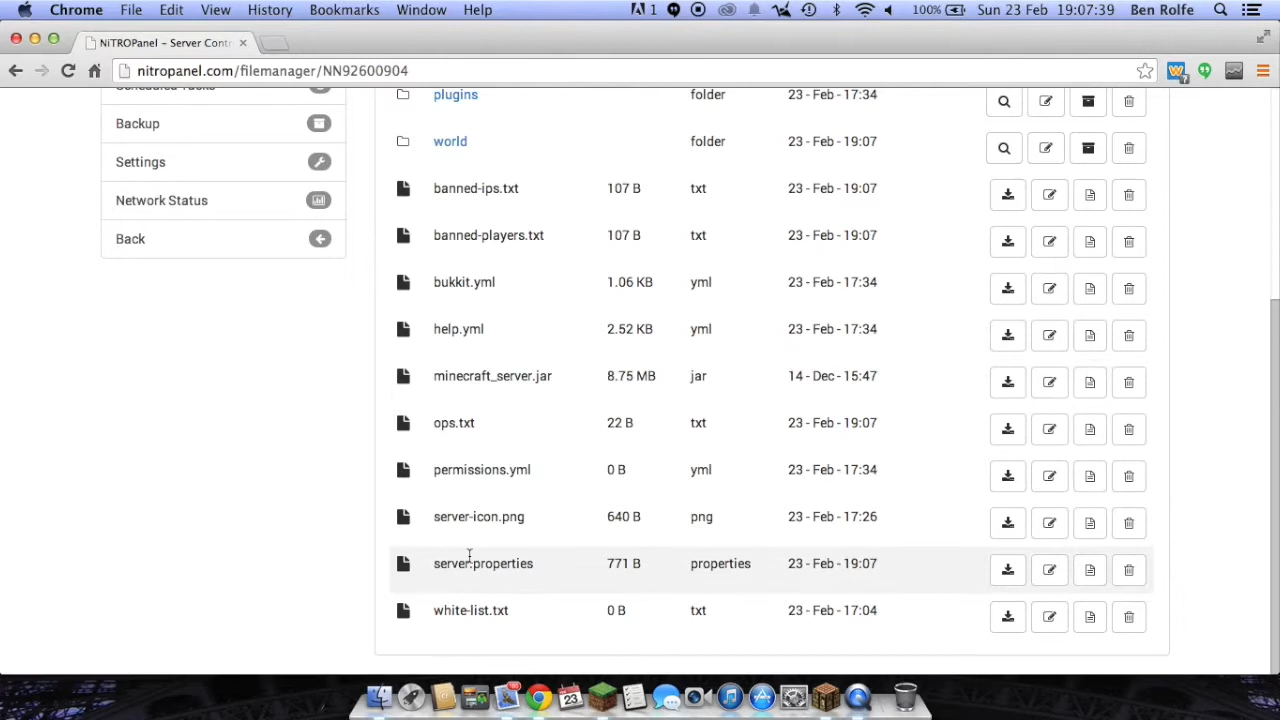 Chrome File Edit View History Bookmarks Window Help 1 100% Sun 23 Feb 19:07:39 Ben Rolfe
NiTROPanel – Server Contr
nitropanel.com/filemanager/NN92600904
Scheduled Tasks
Backup
Settings
Network Status
Back
plugins folder 23 - Feb - 17:34
world folder 23 - Feb - 19:07
banned-ips.txt 107 B txt 23 - Feb - 19:07
banned-players.txt 107 B txt 23 - Feb - 19:07
bukkit.yml 1.06 KB yml 23 - Feb - 17:34
help.yml 2.52 KB yml 23 - Feb - 17:34
minecraft_server.jar 8.75 MB jar 14 - Dec - 15:47
ops.txt 22 B txt 23 - Feb - 19:07
permissions.yml 0 B yml 23 - Feb - 17:34
server-icon.png 640 B png 23 - Feb - 17:26
server.properties 771 B properties 23 - Feb - 19:07
white-list.txt 0 B txt 23 - Feb - 17:04
23